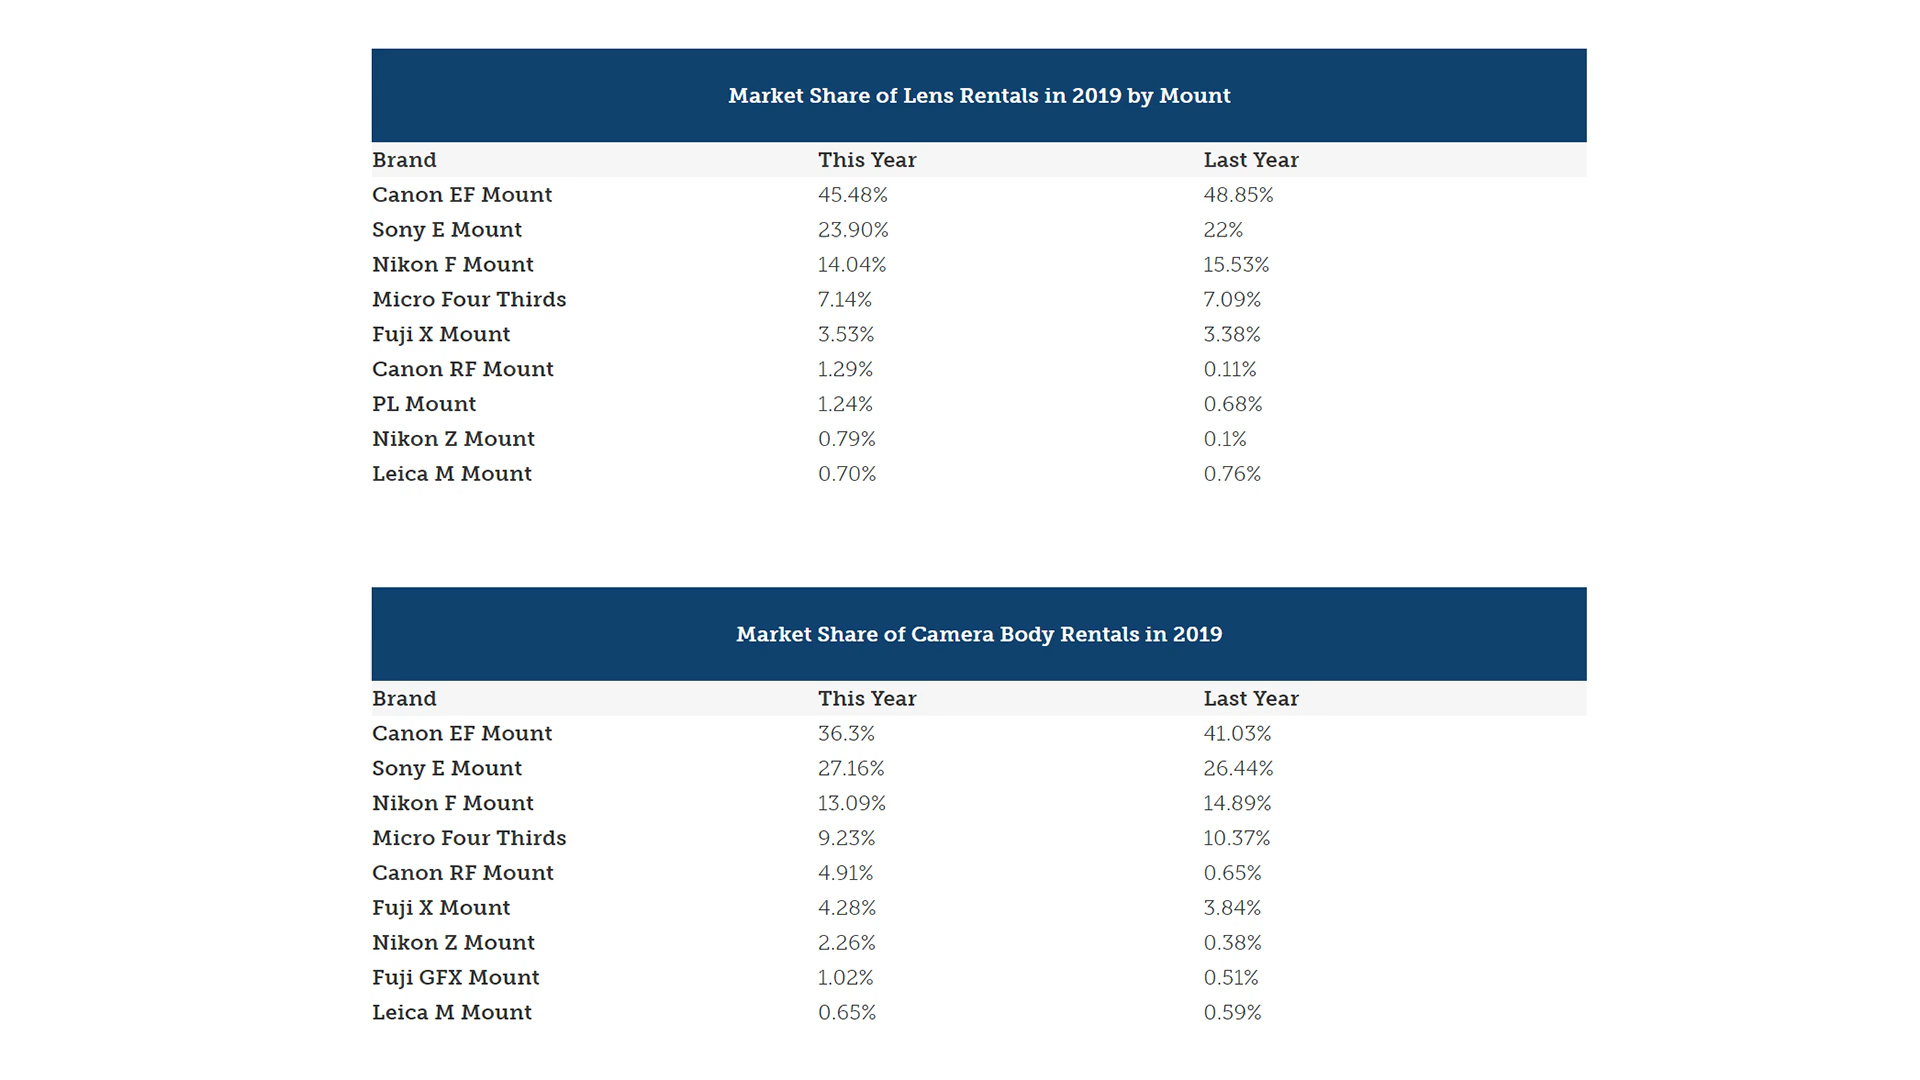 Market Share of Lens Rentals in 2019 by Mount
Brand This Year Last Year
Canon EF Mount 45.48% 48.85%
Sony E Mount 23.90% 22%
Nikon F Mount 14.04% 15.53%
Micro Four Thirds 7.14% 7.09%
Fuji X Mount 3.53% 3.38%
Canon RF Mount 1.29% 0.11%
PL Mount 1.24% 0.68%
Nikon Z Mount 0.79% 0.1%
Leica M Mount 0.70% 0.76%
Market Share of Camera Body Rentals in 2019
Brand This Year Last Year
Canon EF Mount 36.3% 41.03%
Sony E Mount 27.16% 26.44%
Nikon F Mount 13.09% 14.89%
Micro Four Thirds 9.23% 10.37%
Canon RF Mount 4.91% 0.65%
Fuji X Mount 4.28% 3.84%
Nikon Z Mount 2.26% 0.38%
Fuji GFX Mount 1.02% 0.51%
Leica M Mount 0.65% 0.59%